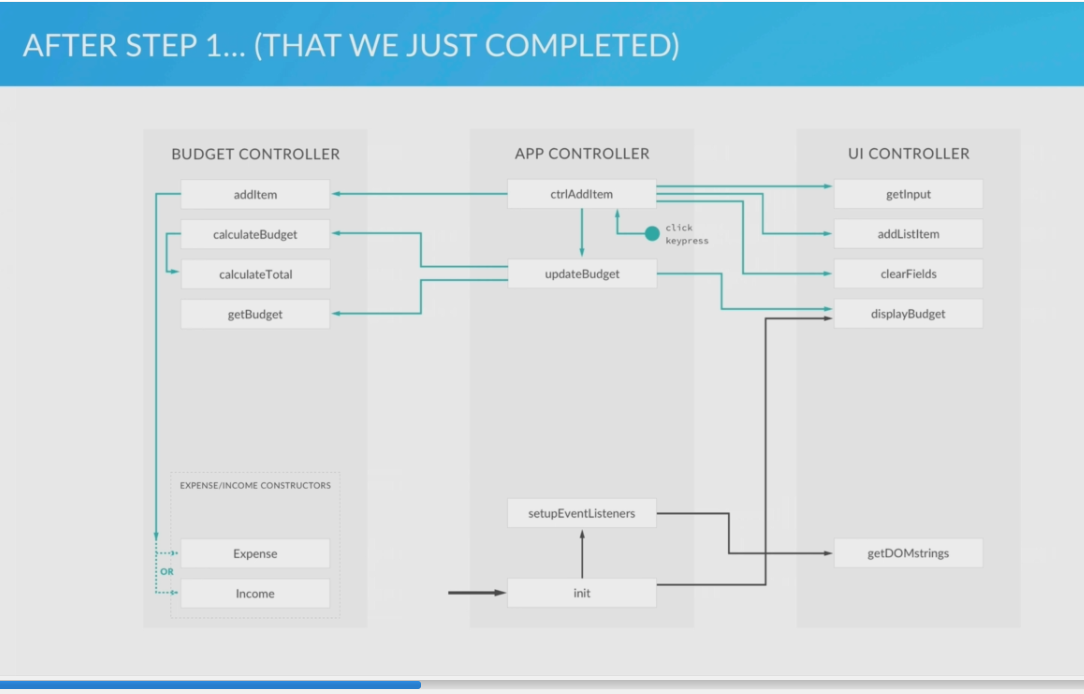 AFTER STEP 1... (THAT WE JUST COMPLETED)
BUDGET CONTROLLER
addItem
calculateBudget
calculateTotal
getBudget
EXPENSE/INCOME CONSTRUCTORS
Expense
OR
Income
APP CONTROLLER
ctrlAddItem
click
keypress
updateBudget
setupEventListeners
init
UI CONTROLLER
getInput
addListItem
clearFields
displayBudget
getDOMstrings